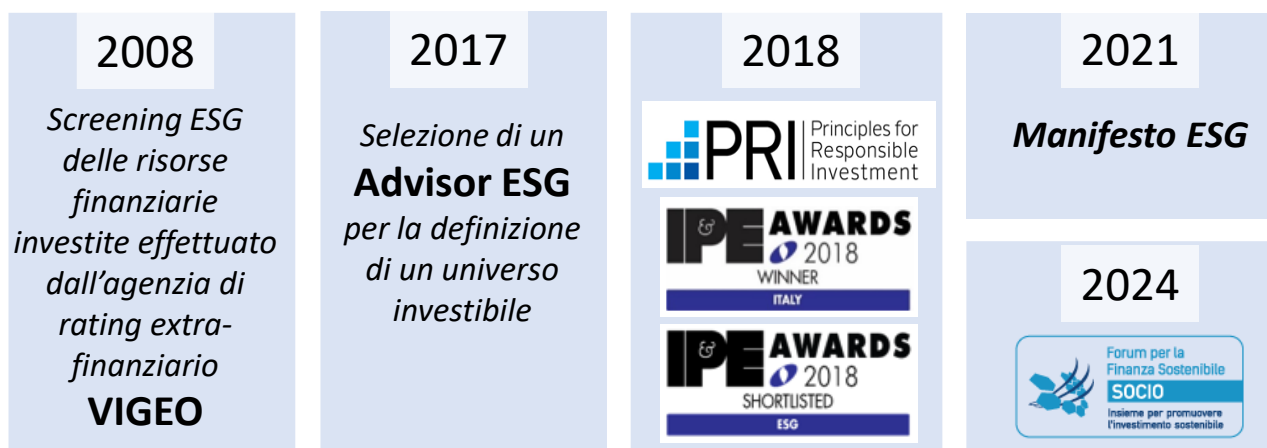 2008
Screening ESG
delle risorse
finanziarie
investite effettuato
dall'agenzia di
rating extra-
finanziario
VIGEO
2017
Selezione di un
Advisor ESG
per la definizione
di un universo
investibile
2018
PRI
Principles for
Responsible
Investment
IP&E AWARDS
2018
WINNER
ITALY
IP&E AWARDS
2018
SHORTLISTED
ESG
2021
Manifesto ESG
2024
Forum per la
Finanza Sostenibile
SOCIO
Insieme per promuovere
l'investimento sostenibile